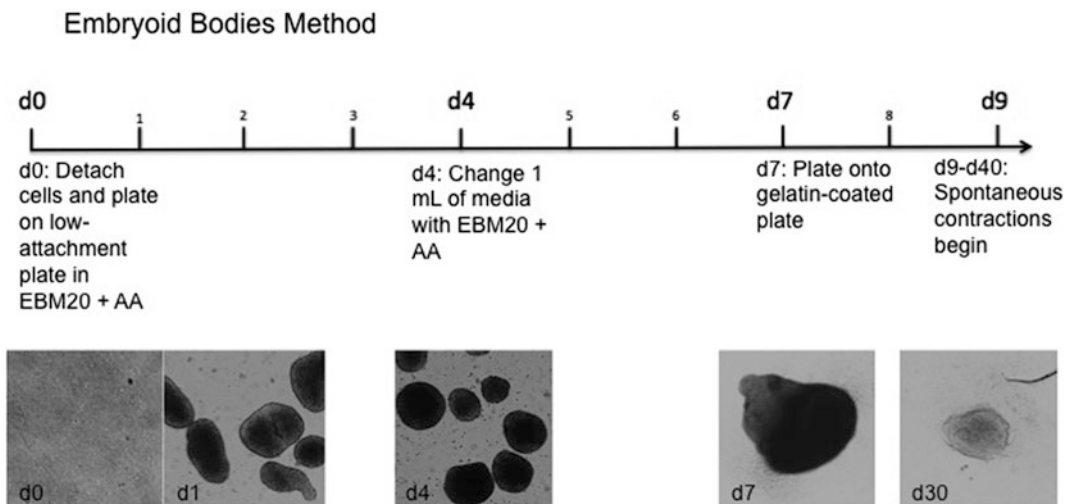 Embryoid Bodies Method
d0
1
2
3
d4
5
6
d7
8
d9
d0: Detach
cells and plate
on low-
attachment
plate in
EBM20 + AA
d4: Change 1
mL of media
with EBM20 +
AA
d7: Plate onto
gelatin-coated
plate
d9-d40:
Spontaneous
contractions
begin
d0
d1
d4
d7
d30